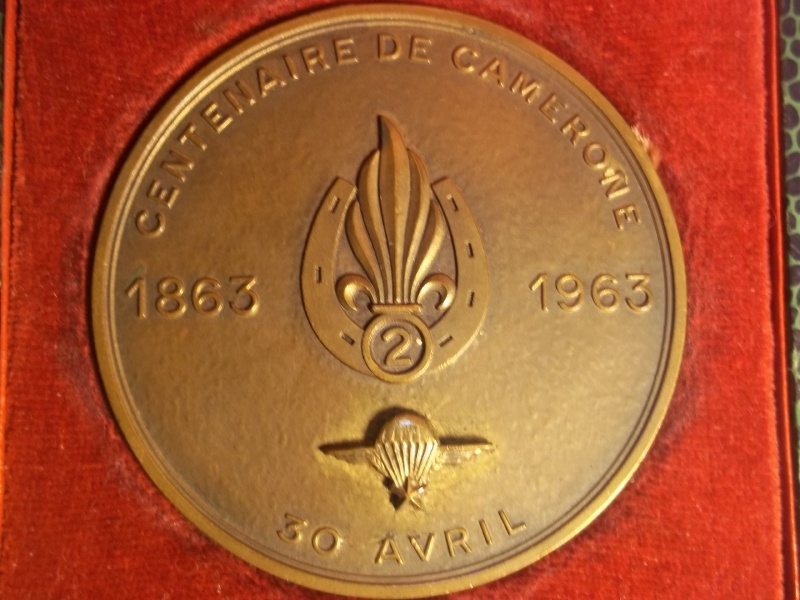 CENTENAIRE DE CAMERONE
1863
1963
2
30 AVRIL